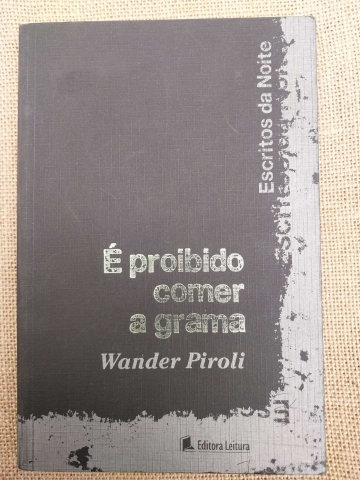 Escritos da Noite
É proibido
comer
a grama
Wander Piroli
Editora Leitura